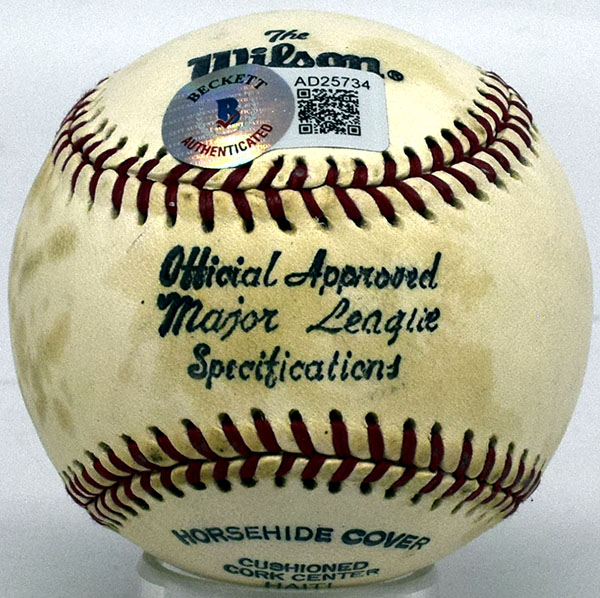 The
Wilson®
BECKETT
B
AUTHENTICATED
AD25734
Official Approved
Major League
Specifications
HORSEHIDE COVER
CUSHIONED
CORK CENTER
HAITI